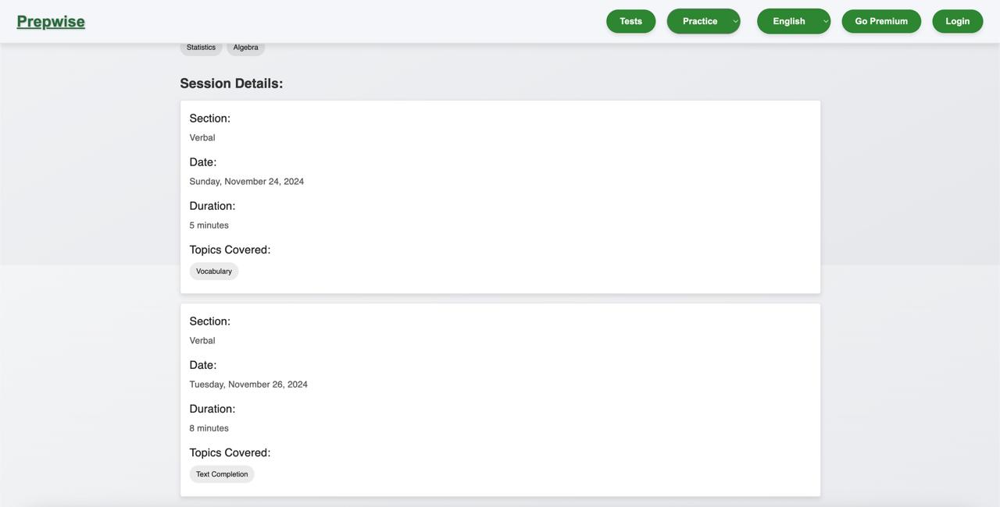 Prepwise
Tests
Practice
English
Go Premium
Login
Statistics
Algebra
Session Details:
Section:
Verbal
Date:
Sunday, November 24, 2024
Duration:
5 minutes
Topics Covered:
Vocabulary
Section:
Verbal
Date:
Tuesday, November 26, 2024
Duration:
8 minutes
Topics Covered:
Text Completion